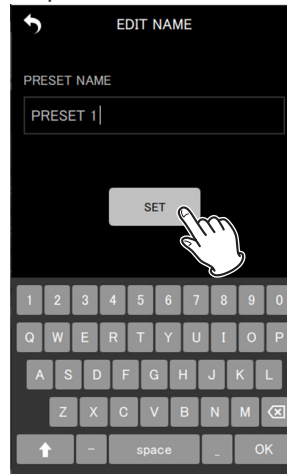 EDIT NAME
PRESET NAME
PRESET 1
SET
1 2 3 4 5 6 7 8 9 0
Q W E R T Y U I O P
A S D F G H J K L
Z X C V B N M
- space _ OK